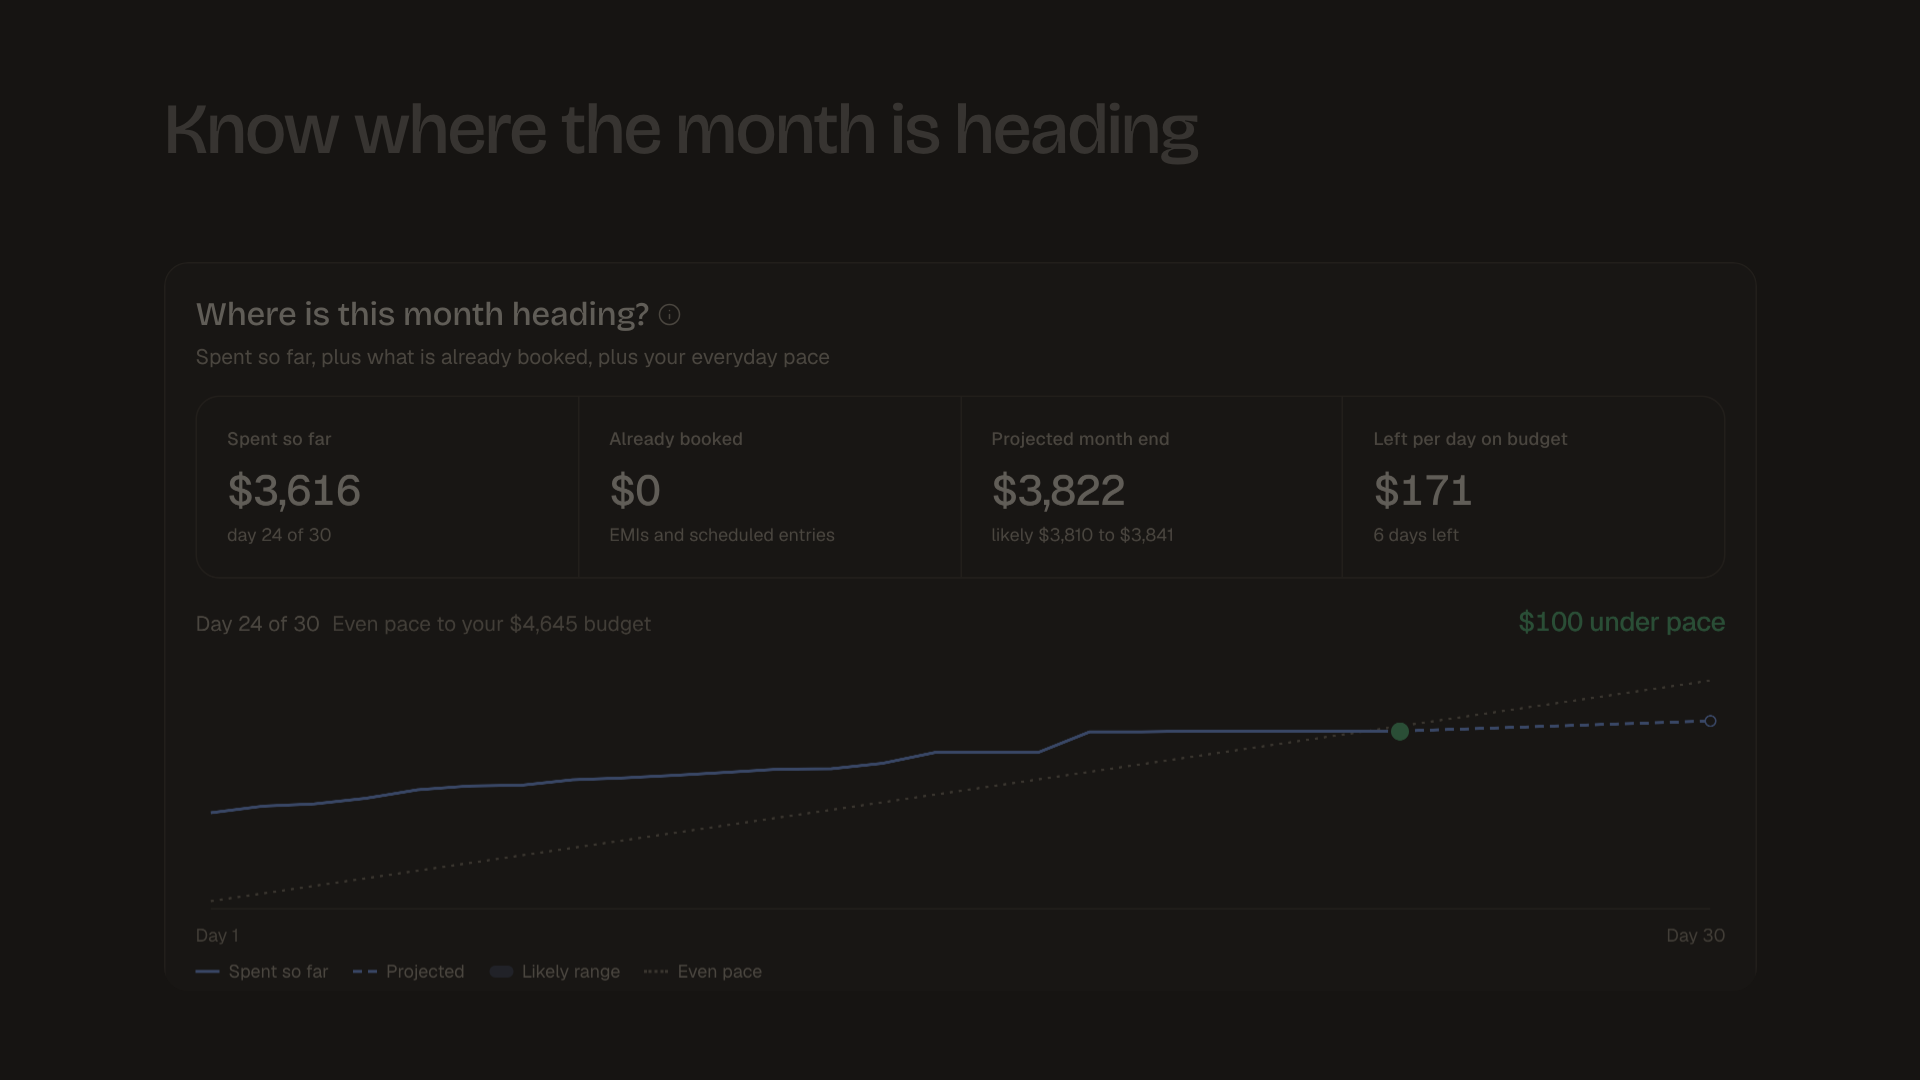 Know where the month is heading
Where is this month heading?
Spent so far, plus what is already booked, plus your everyday pace
Spent so far
$3,616
day 24 of 30
Already booked
$0
EMIs and scheduled entries
Projected month end
$3,822
likely $3,810 to $3,841
Left per day on budget
$171
6 days left
Day 24 of 30 Even pace to your $4,645 budget
$100 under pace
Day 1
Day 30
Spent so far
Projected
Likely range
Even pace